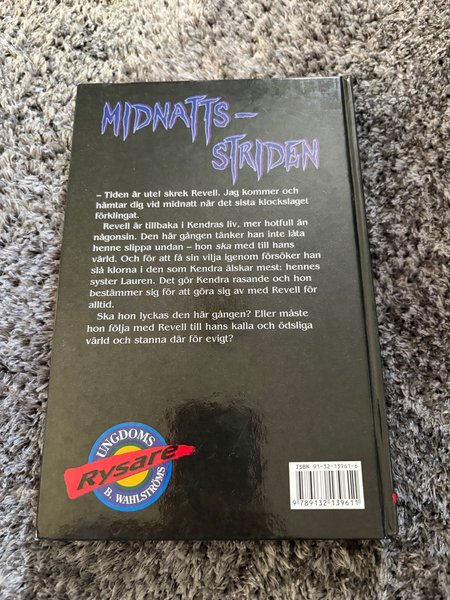 MIDNATTS-
STRIDEN
– Tiden är ute! skrek Revell. Jag kommer och
hämtar dig vid midnatt när det sista klockslaget
förklingat.
Revell är tillbaka i Kendras liv, mer hotfull än
någonsin. Den här gången tänker han inte låta
henne slippa undan – hon ska med till hans
värld. Och för att få sin vilja igenom försöker han
slå klorna i den som Kendra älskar mest: hennes
syster Lauren. Det gör Kendra rasande och hon
bestämmer sig för att göra sig av med Revell för
alltid.
Ska hon lyckas den här gången? Eller måste
hon följa med Revell till hans kalla och ödsliga
värld och stanna där för evigt?
UNGDOMS
Rysare
B. WAHLSTRÖMS
ISBN 91-32-13961-6
9 789132 139611